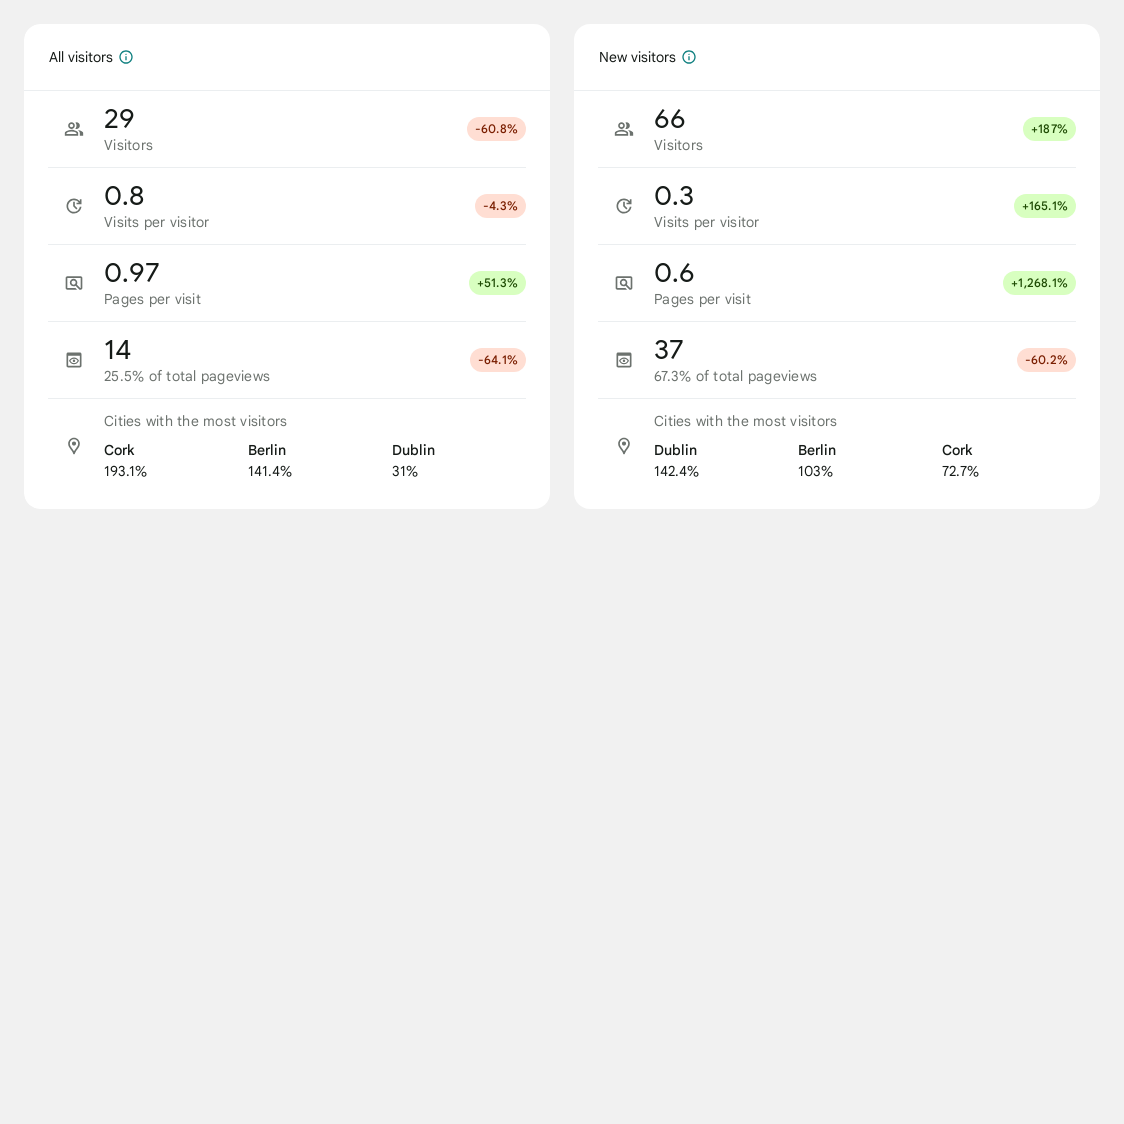 All visitors
29
Visitors
-60.8%
0.8
Visits per visitor
-4.3%
0.97
Pages per visit
+51.3%
14
25.5% of total pageviews
-64.1%
Cities with the most visitors
Cork Berlin Dublin
193.1% 141.4% 31%
New visitors
66
Visitors
+187%
0.3
Visits per visitor
+165.1%
0.6
Pages per visit
+1,268.1%
37
67.3% of total pageviews
-60.2%
Cities with the most visitors
Dublin Berlin Cork
142.4% 103% 72.7%